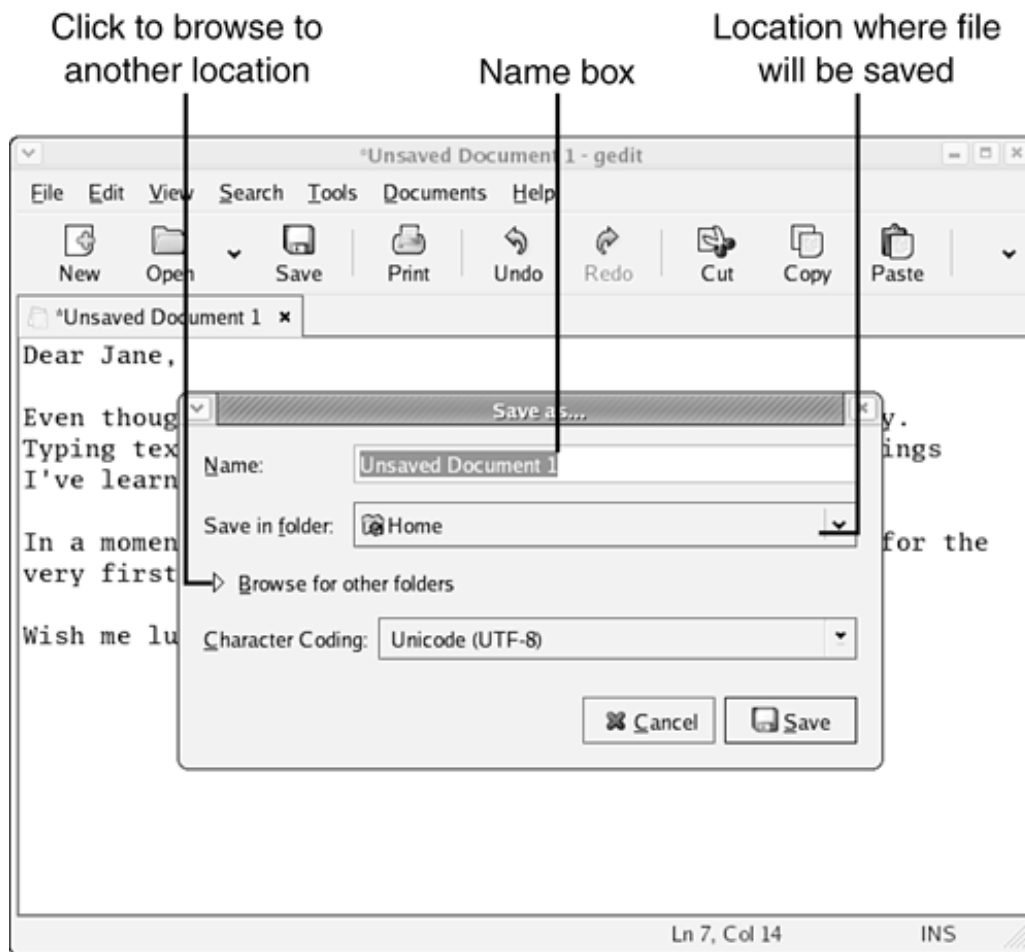 Click to browse to
another location
Name box
Location where file
will be saved
*Unsaved Document 1 - gedit
File Edit View Search Tools Documents Help
New Open Save Print Undo Redo Cut Copy Paste
*Unsaved Document 1
Dear Jane,
Even thoug
y.
Typing tex
ings
I've learn
In a momen
for the
very first
Wish me lu
Save as...
Name: Unsaved Document 1
Save in folder: Home
Browse for other folders
Character Coding: Unicode (UTF-8)
Cancel Save
Ln 7, Col 14 INS